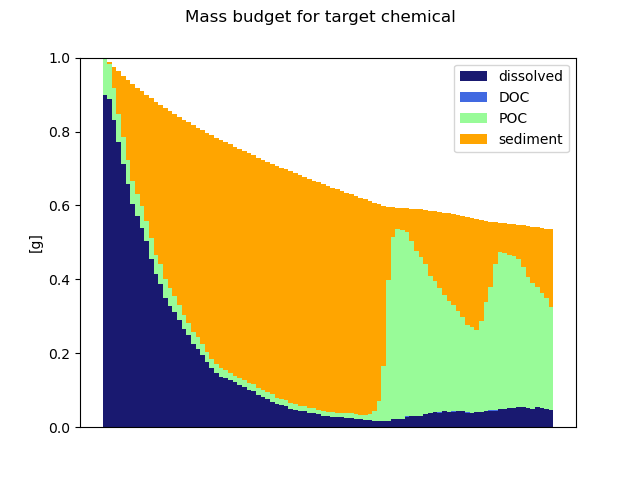 Mass budget for target chemical
1.0
0.8
0.6
0.4
0.2
0.0
[g]
dissolved
DOC
POC
sediment